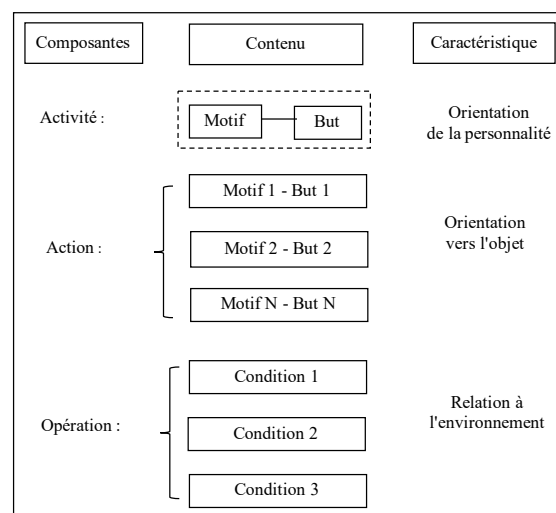 Composantes
Contenu
Caractéristique
Activité :
Motif
But
Orientation
de la personnalité
Action :
Motif 1 - But 1
Motif 2 - But 2
Motif N - But N
Orientation
vers l'objet
Opération :
Condition 1
Condition 2
Condition 3
Relation à
l'environnement